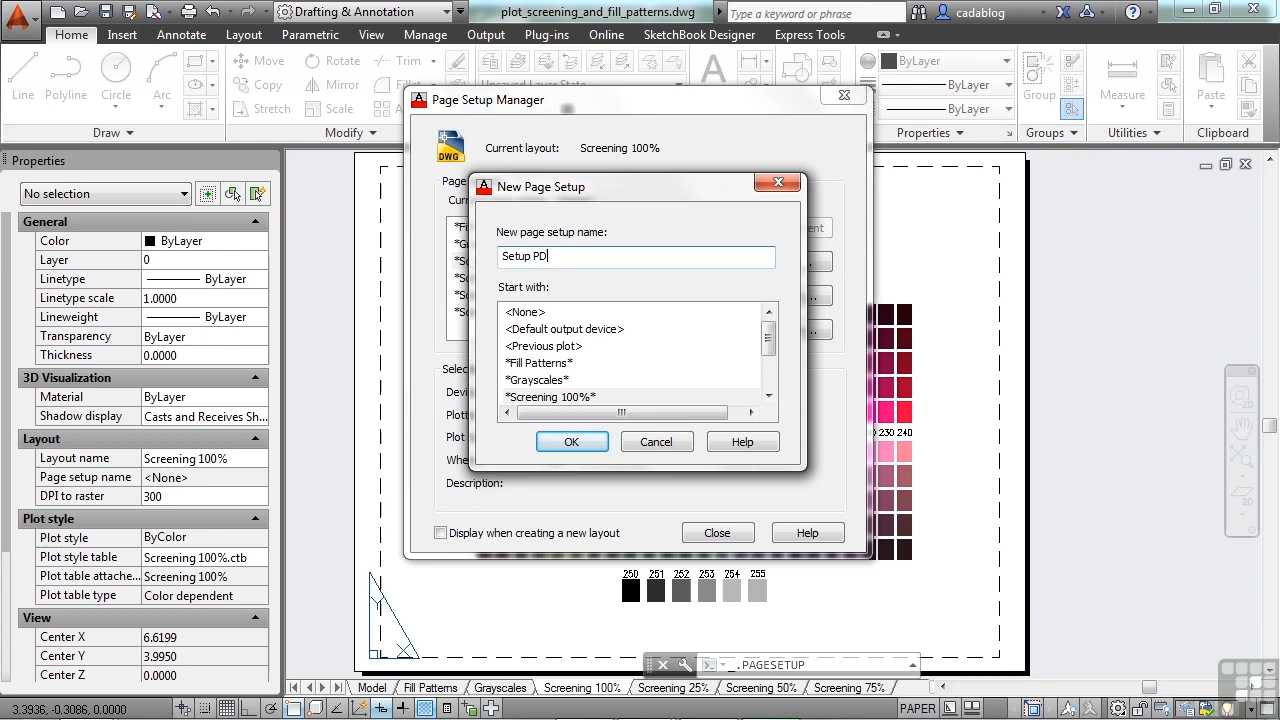 Drafting & Annotation
plot_screening_and_fill_patterns.dwg
Type a keyword or phrase
cadablog
Home Insert Annotate Layout Parametric View Manage Output Plug-ins Online SketchBook Designer Express Tools
Line Polyline Circle Arc
Move Rotate Trim
Copy Mirror Fillet
Stretch Scale
Unsaved Layer State
ByLayer
ByLayer
ByLayer
Group Measure Paste
Draw Modify Properties Groups Utilities Clipboard
Properties
No selection
General
Color ByLayer
Layer 0
Linetype ByLayer
Linetype scale 1.0000
Lineweight ByLayer
Transparency ByLayer
Thickness 0.0000
3D Visualization
Material ByLayer
Shadow display Casts and Receives Sh...
Layout
Layout name Screening 100%
Page setup name <None>
DPI to raster 300
Plot style
Plot style ByColor
Plot style table Screening 100%.ctb
Plot table attache... Screening 100%
Plot table type Color dependent
View
Center X 6.6199
Center Y 3.9950
Center Z 0.0000
Page Setup Manager
DWG
Current layout: Screening 100%
Page
New Page Setup
New page setup name:
Setup PD
Start with:
<None>
<Default output device>
<Previous plot>
*Fill Patterns*
*Grayscales*
*Screening 100%*
OK Cancel Help
Description:
Display when creating a new layout
Close Help
230 240
250 251 252 253 254 255
Y X
2D
2D
_.PAGESETUP
Model Fill Patterns Grayscales Screening 100% Screening 25% Screening 50% Screening 75%
3.3936, -0.3086, 0.0000
PAPER